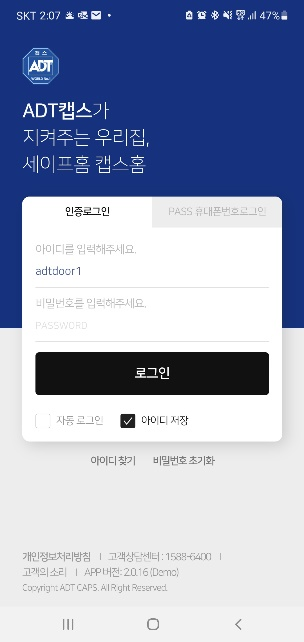 SKT 2:07
47%
캡스
ADT
ADT캡스가
지켜주는 우리집,
세이프홈 캡스홈
인증로그인
PASS 휴대폰번호로그인
아이디를 입력해주세요.
adtdoor1
비밀번호를 입력해주세요.
PASSWORD
로그인
자동 로그인
아이디 저장
아이디 찾기 비밀번호 초기화
개인정보처리방침 | 고객상담센터 : 1588-6400 |
고객의 소리 | APP 버전: 2.0.16 (Demo)
Copyright ADT CAPS. All Right Reserved.